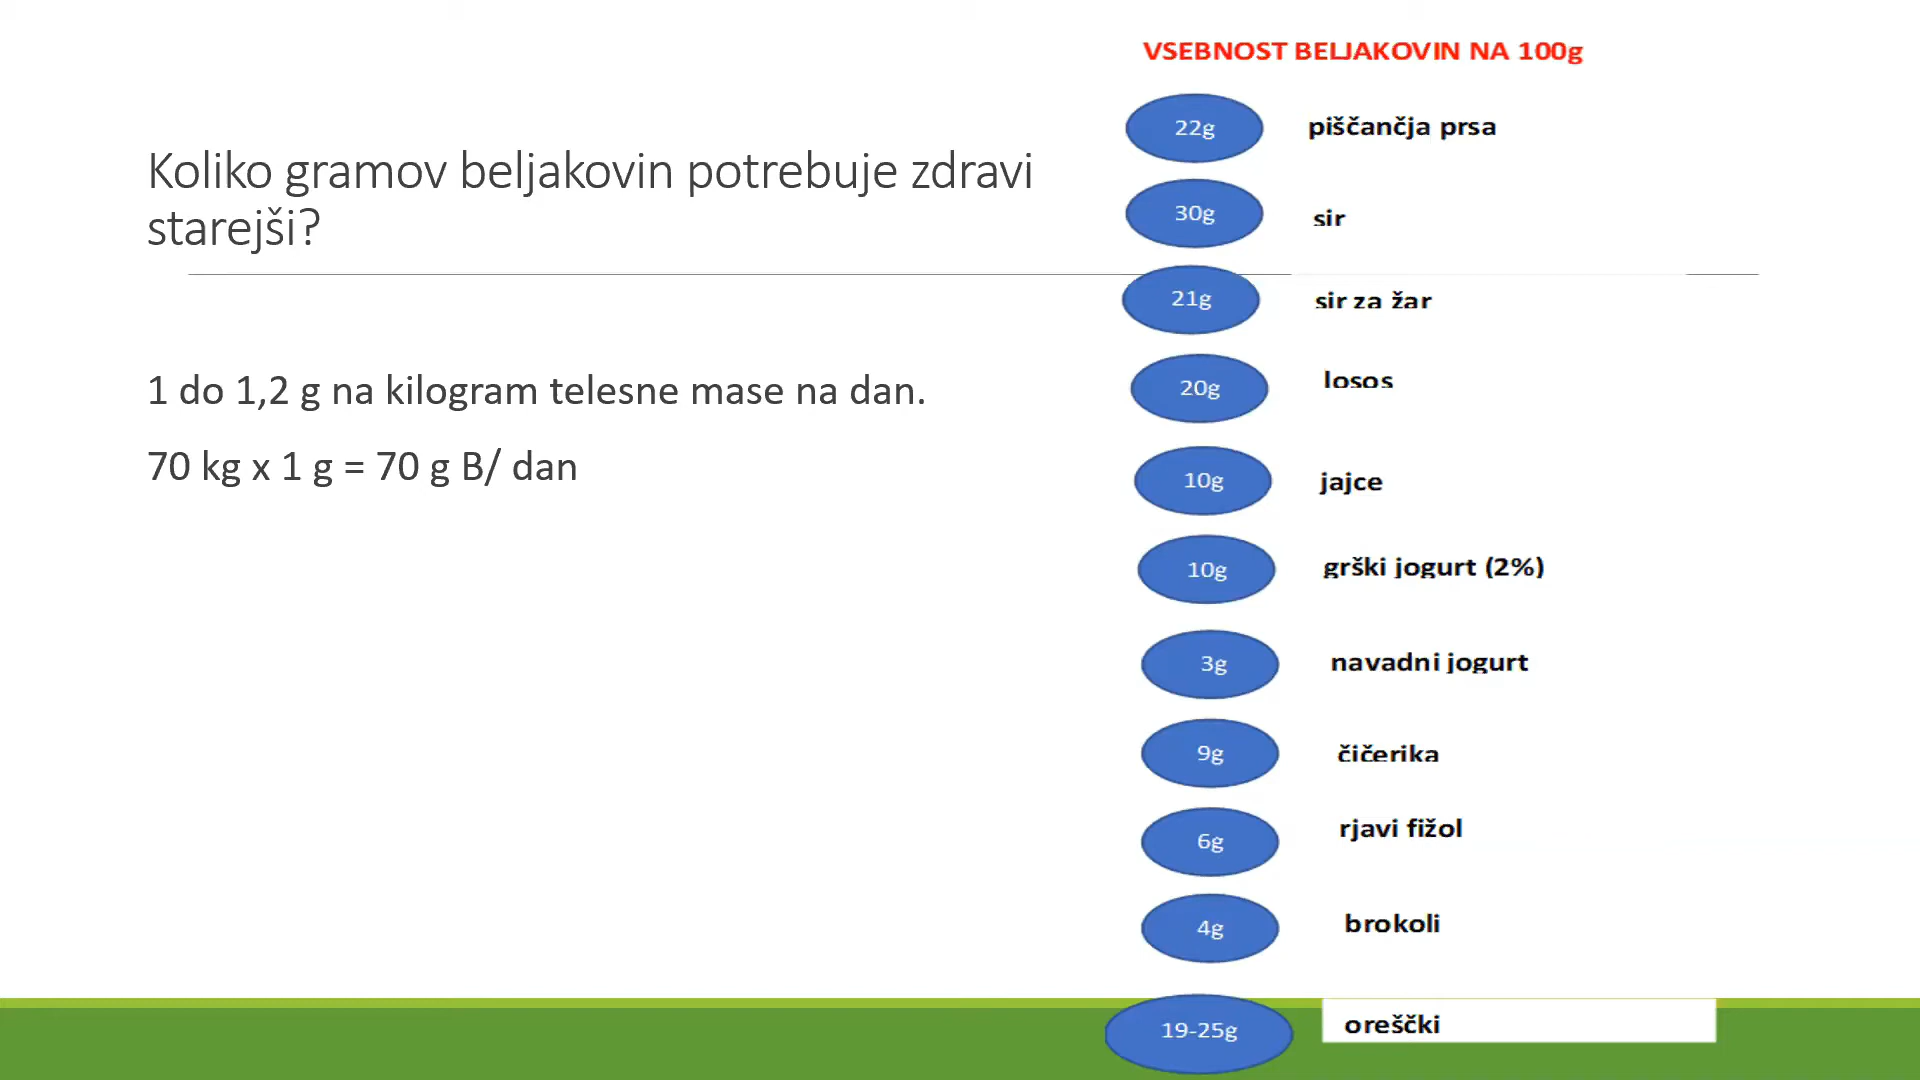 Koliko gramov beljakovin potrebuje zdravi
starejši?
1 do 1,2 g na kilogram telesne mase na dan.
70 kg x 1 g = 70 g B/ dan
VSEBNOST BELJAKOVIN NA 100g
22g piščančja prsa
30g sir
21g sir za žar
20g losos
10g jajce
10g grški jogurt (2%)
3g navadni jogurt
9g čičerika
6g rjavi fižol
4g brokoli
19-25g oreščki